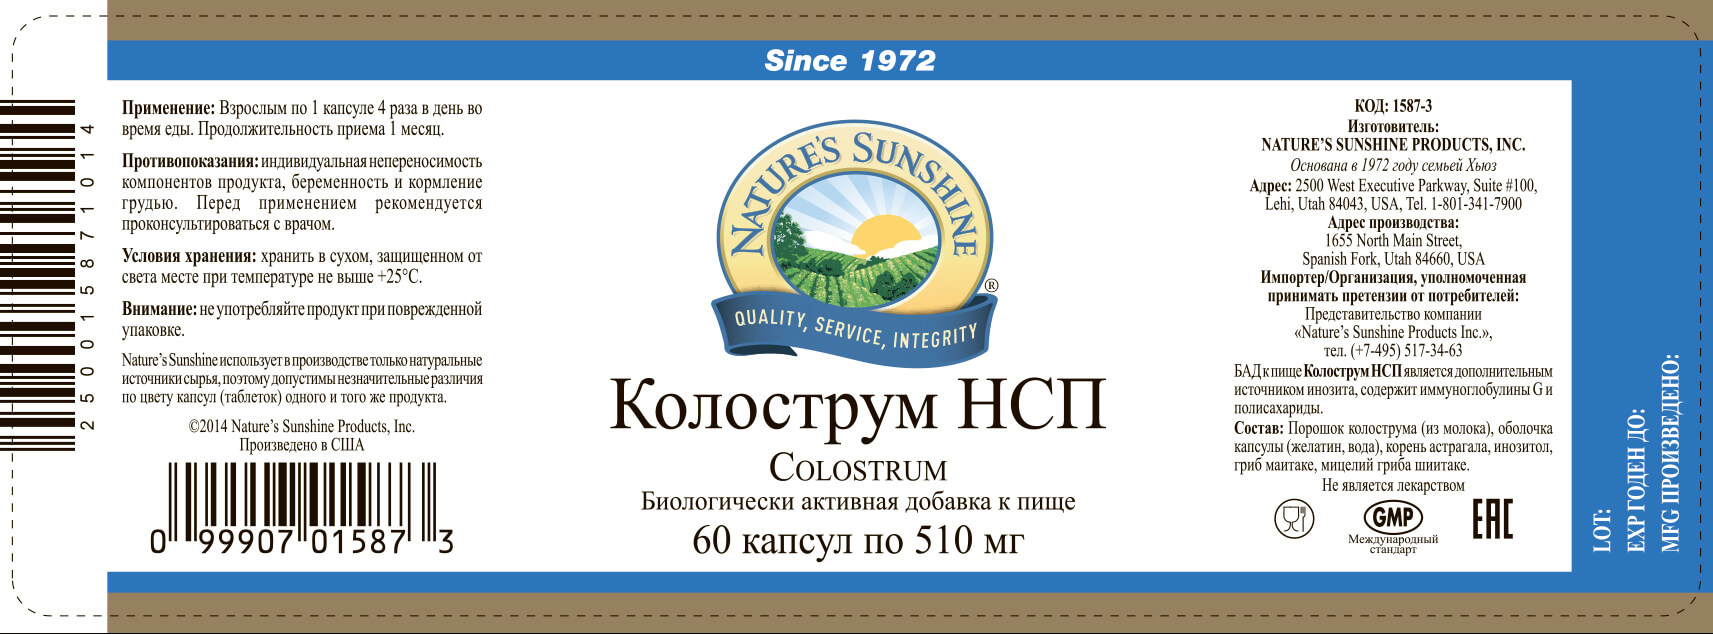 Since 1972
25001587101014
Применение: Взрослым по 1 капсуле 4 раза в день во
время еды. Продолжительность приема 1 месяц.
Противопоказания: индивидуальная непереносимость
компонентов продукта, беременность и кормление
грудью. Перед применением рекомендуется
проконсультироваться с врачом.
Условия хранения: хранить в сухом, защищенном от
света месте при температуре не выше +25°С.
Внимание: не употребляйте продукт при поврежденной
упаковке.
Nature's Sunshine использует в производстве только натуральные
источники сырья, поэтому допустимы незначительные различия
по цвету капсул (таблеток) одного и того же продукта.
©2014 Nature's Sunshine Products, Inc.
Произведено в США
0 99907 01587 3
NATURE'S SUNSHINE
®
QUALITY, SERVICE, INTEGRITY
Колострум НСП
COLOSTRUM
Биологически активная добавка к пище
60 капсул по 510 мг
КОД: 1587-3
Изготовитель:
NATURE'S SUNSHINE PRODUCTS, INC.
Основана в 1972 году семьей Хьюз
Адрес: 2500 West Executive Parkway, Suite #100,
Lehi, Utah 84043, USA, Tel. 1-801-341-7900
Адрес производства:
1655 North Main Street,
Spanish Fork, Utah 84660, USA
Импортер/Организация, уполномоченная
принимать претензии от потребителей:
Представительство компании
«Nature's Sunshine Products Inc.»,
тел. (+7-495) 517-34-63
БАД к пище Колострум НСП является дополнительным
источником инозита, содержит иммуноглобулины G и
полисахариды.
Состав: Порошок колострума (из молока), оболочка
капсулы (желатин, вода), корень астрагала, инозитол,
гриб маитаке, мицелий гриба шиитаке.
Не является лекарством
GMP
Международный
стандарт
EAC
LOT:
EXP ГОДЕН ДО:
MFG ПРОИЗВЕДЕНО: